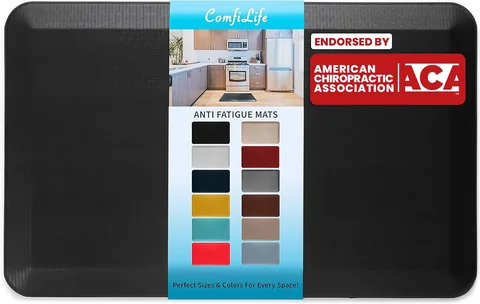 ComfiLife
ENDORSED BY
AMERICAN
CHIROPRACTIC
ASSOCIATION
ACA
ANTI FATIGUE MATS
Perfect Sizes & Colors For Every Space!